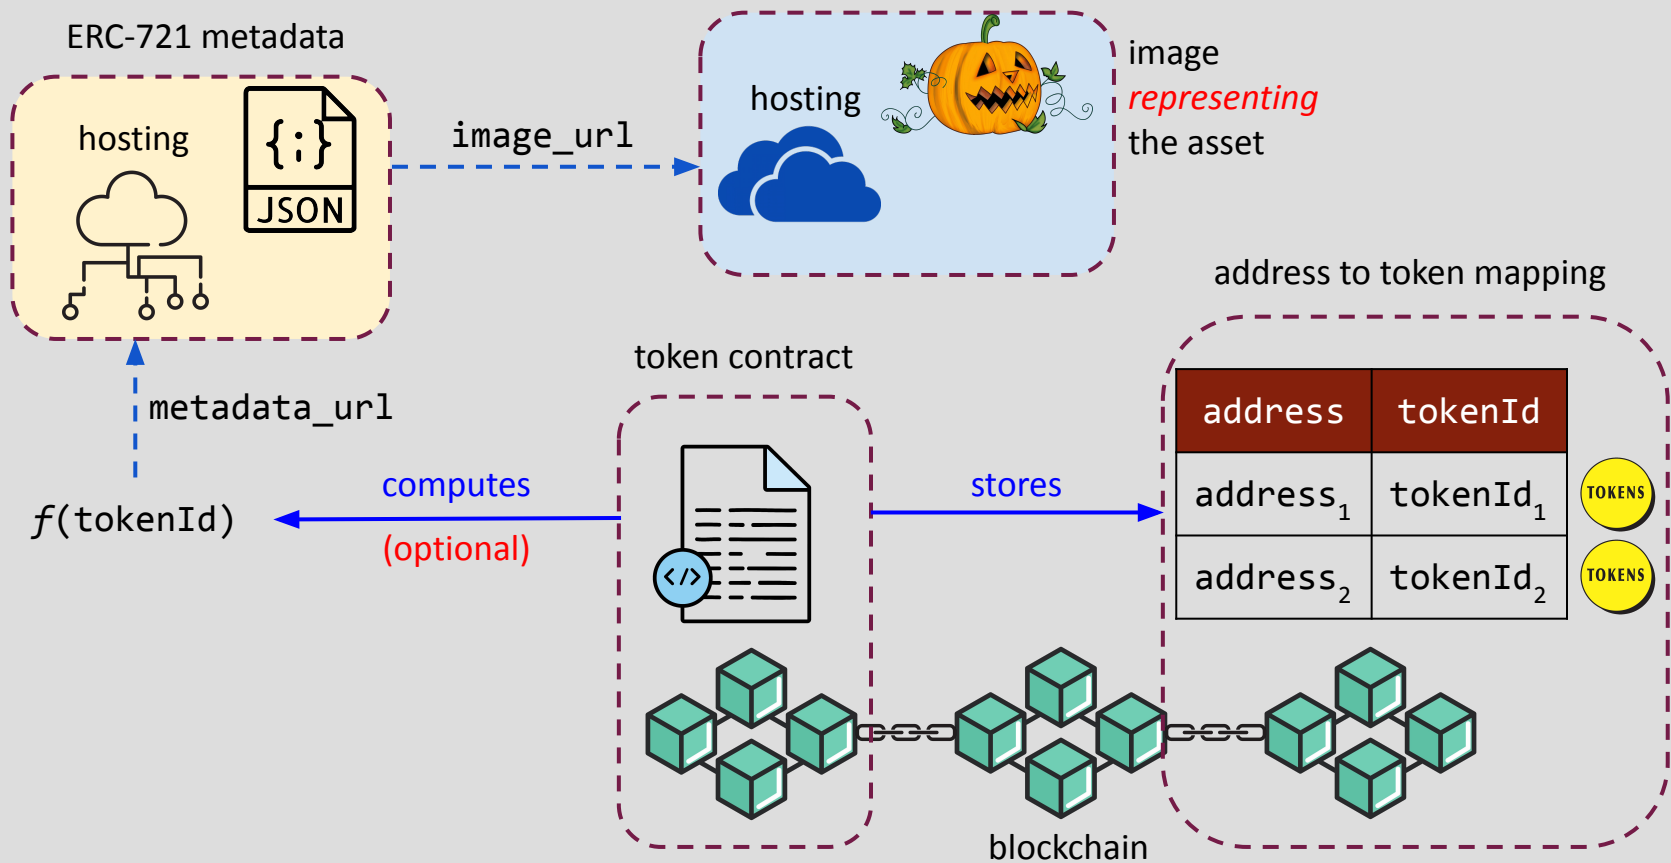 ERC-721 metadata
hosting
{;}
JSON
image_url
hosting
image
representing
the asset
metadata_url
f(tokenId)
computes
(optional)
token contract
</>
stores
address to token mapping
address tokenId
address1 tokenId1 TOKENS
address2 tokenId2 TOKENS
blockchain